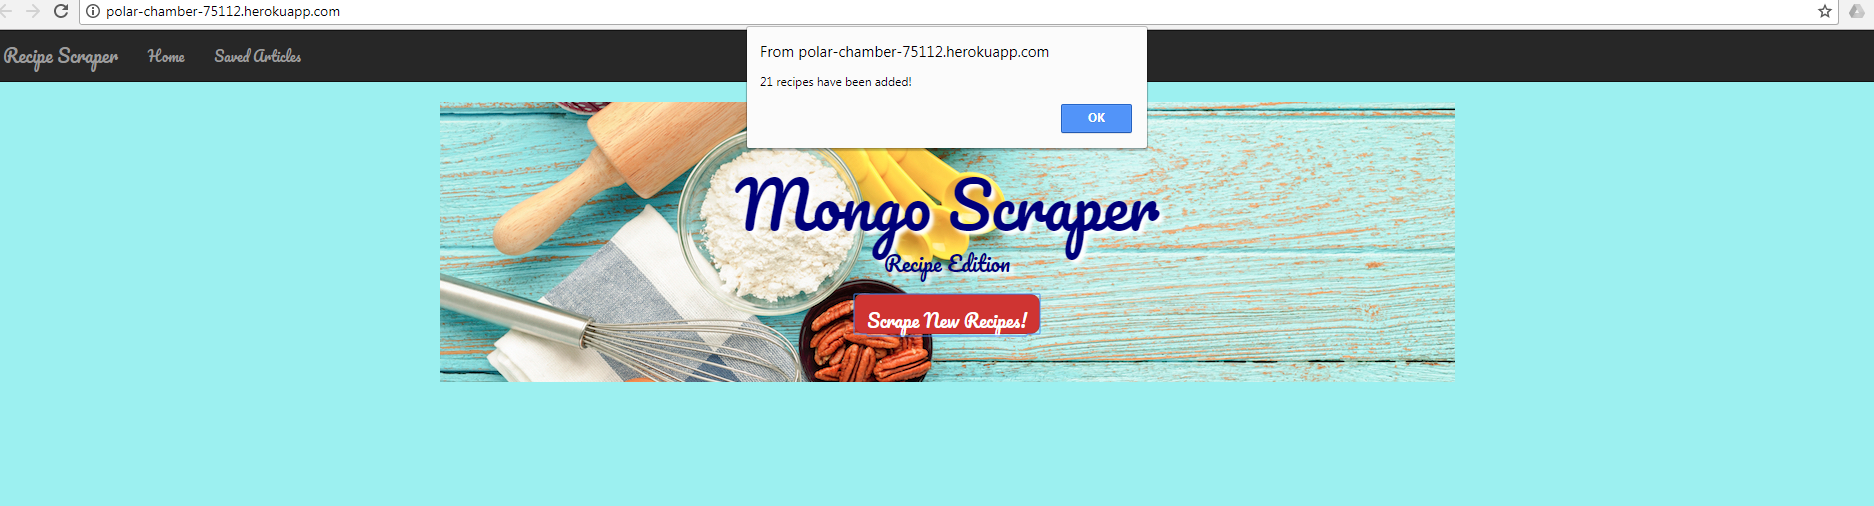 polar-chamber-75112.herokuapp.com
Recipe Scraper Home Saved Articles
From polar-chamber-75112.herokuapp.com
21 recipes have been added!
OK
Mongo Scraper
Recipe Edition
Scrape New Recipes!